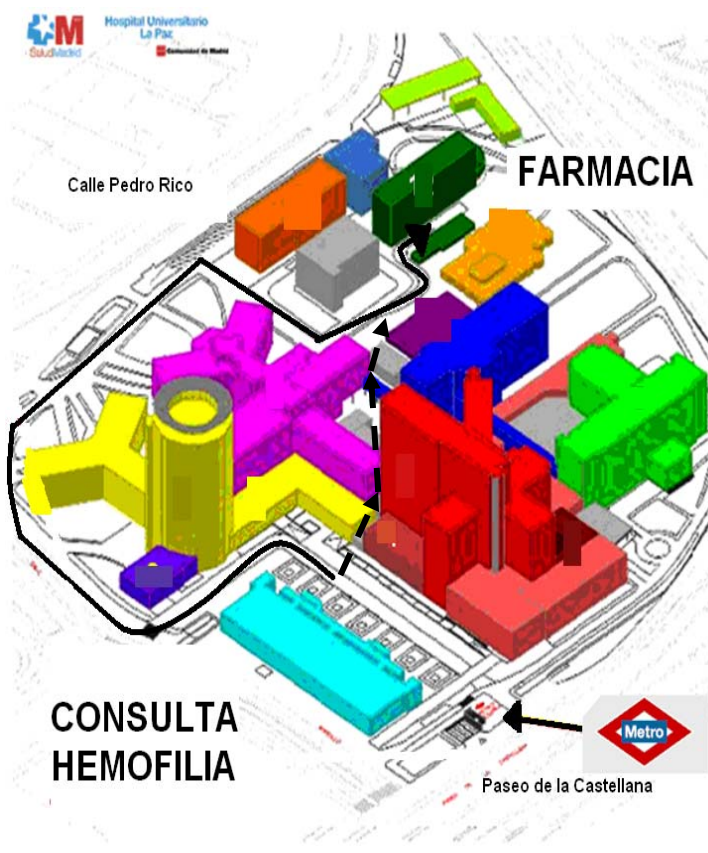 SaludMadrid
Hospital Universitario
La Paz
Comunidad de Madrid
FARMACIA
Calle Pedro Rico
CONSULTA
HEMOFILIA
Metro
Paseo de la Castellana